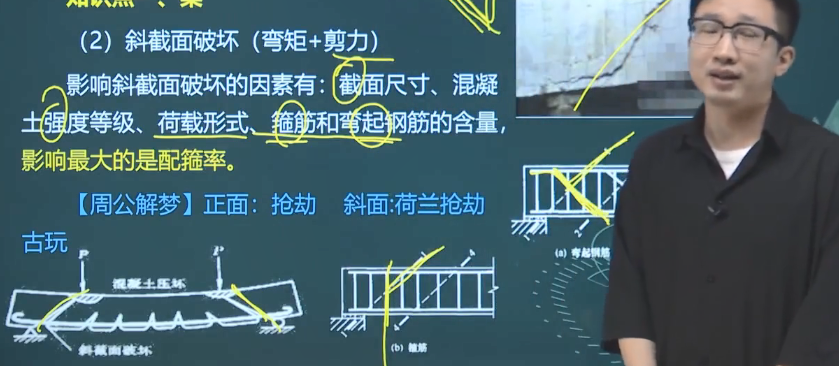 （2）斜截面破坏（弯矩+剪力）
影响斜截面破坏的因素有：截面尺寸、混凝
土强度等级、荷载形式、箍筋和弯起钢筋的含量，
影响最大的是配箍率。
【周公解梦】正面：抢劫 斜面:荷兰抢劫
古玩
P P
混凝土压坏
斜截面破坏
(b) 箍筋
(a) 弯起钢筋